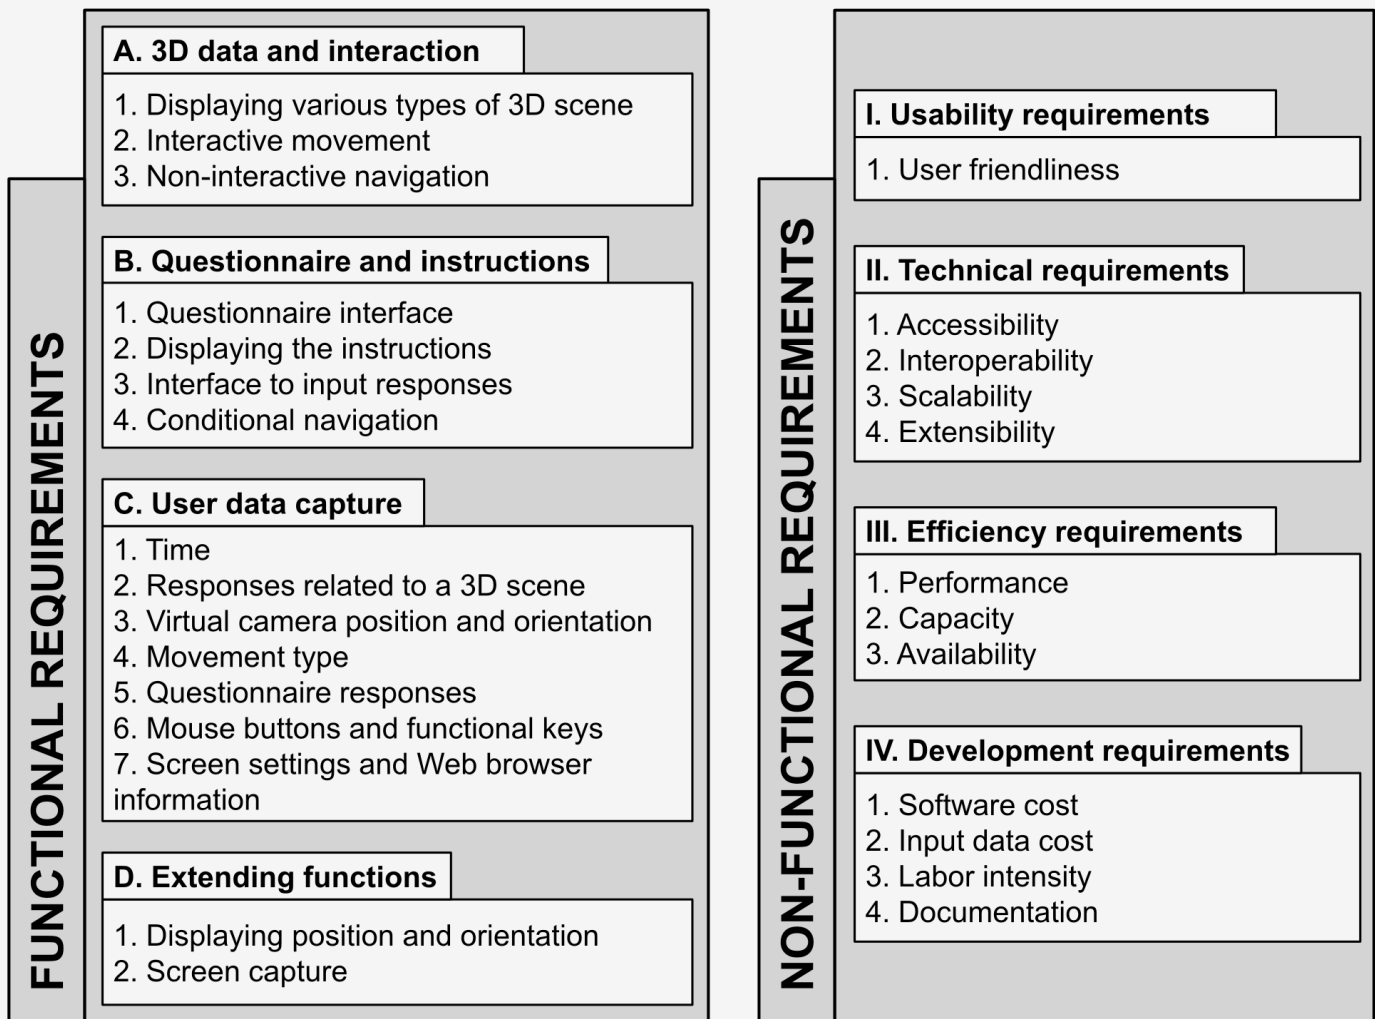 FUNCTIONAL REQUIREMENTS
A. 3D data and interaction
1. Displaying various types of 3D scene
2. Interactive movement
3. Non-interactive navigation
B. Questionnaire and instructions
1. Questionnaire interface
2. Displaying the instructions
3. Interface to input responses
4. Conditional navigation
C. User data capture
1. Time
2. Responses related to a 3D scene
3. Virtual camera position and orientation
4. Movement type
5. Questionnaire responses
6. Mouse buttons and functional keys
7. Screen settings and Web browser
information
D. Extending functions
1. Displaying position and orientation
2. Screen capture
NON-FUNCTIONAL REQUIREMENTS
I. Usability requirements
1. User friendliness
II. Technical requirements
1. Accessibility
2. Interoperability
3. Scalability
4. Extensibility
III. Efficiency requirements
1. Performance
2. Capacity
3. Availability
IV. Development requirements
1. Software cost
2. Input data cost
3. Labor intensity
4. Documentation